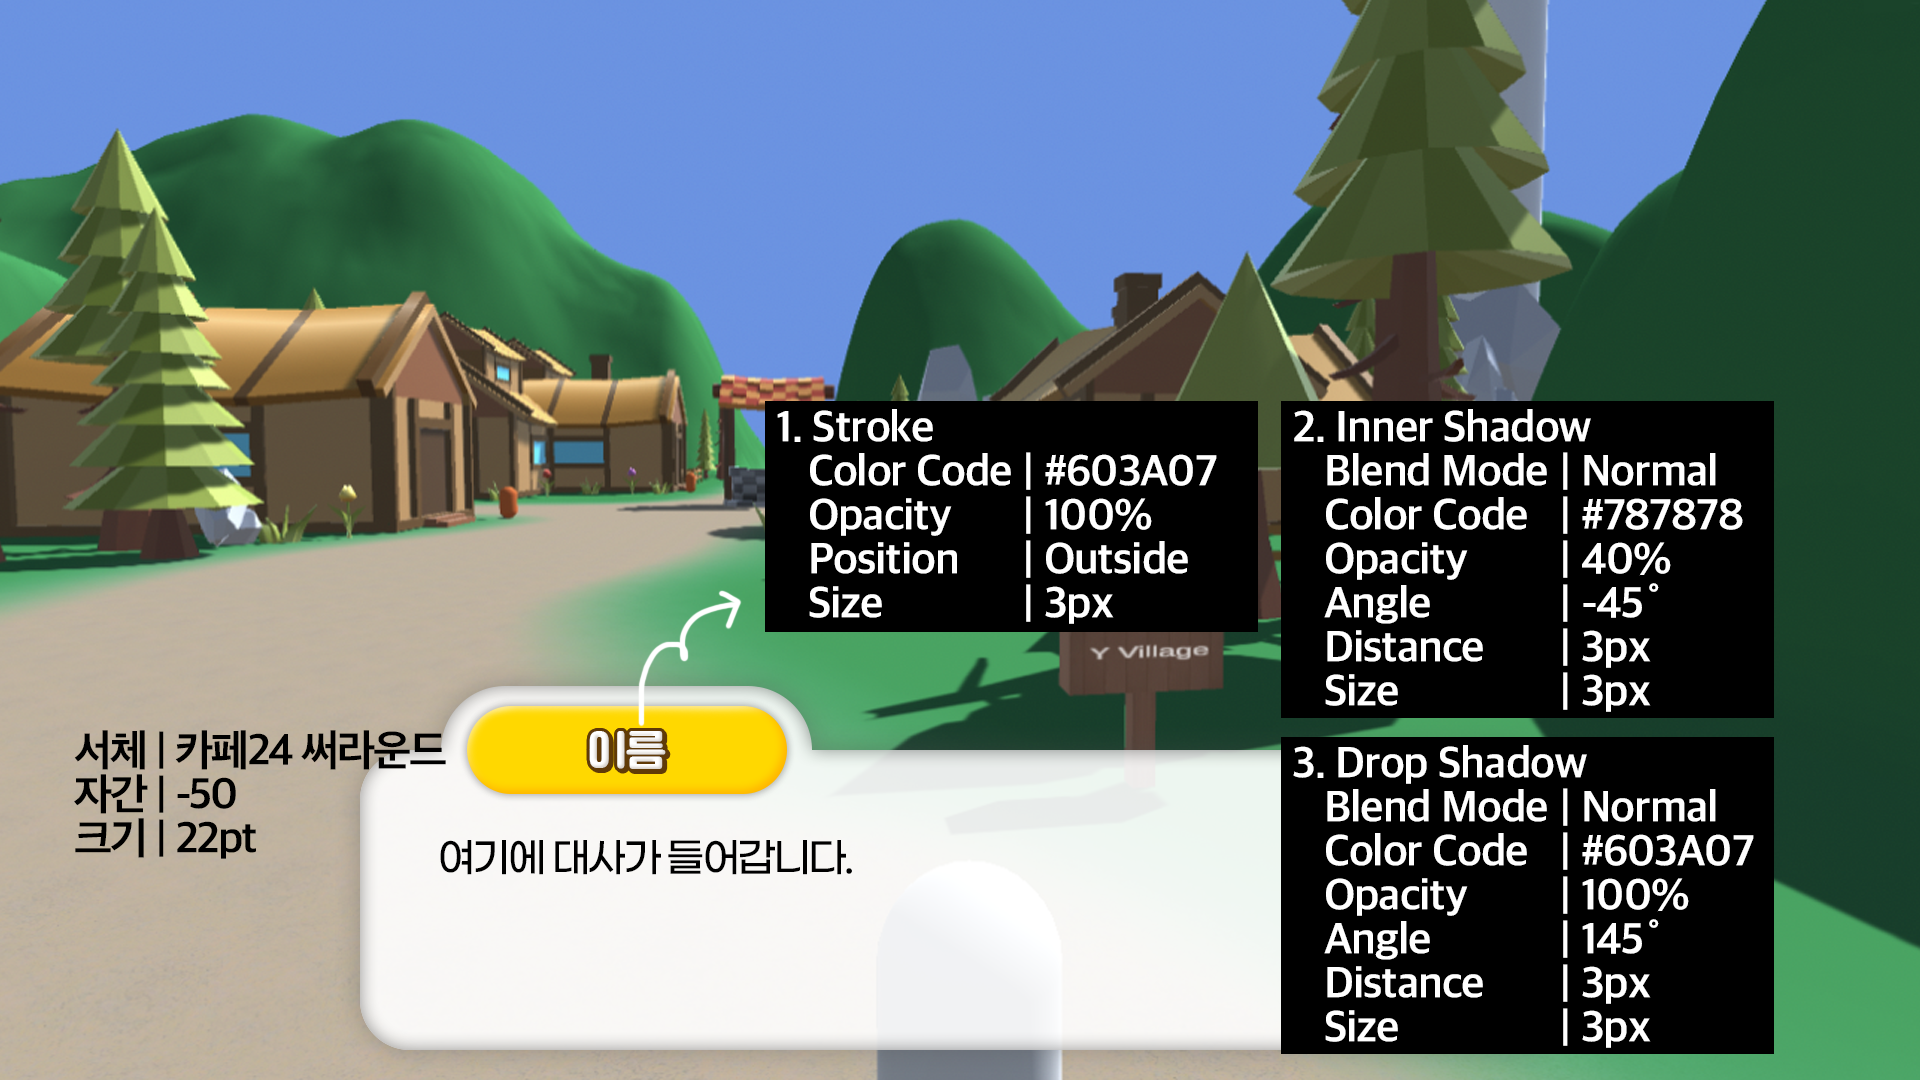 1. Stroke
Color Code | #603A07
Opacity | 100%
Position | Outside
Size | 3px
2. Inner Shadow
Blend Mode | Normal
Color Code | #787878
Opacity | 40%
Angle | -45˚
Distance | 3px
Size | 3px
Y Village
서체 | 카페24 써라운드
자간 | -50
크기 | 22pt
이름
여기에 대사가 들어갑니다.
3. Drop Shadow
Blend Mode | Normal
Color Code | #603A07
Opacity | 100%
Angle | 145˚
Distance | 3px
Size | 3px